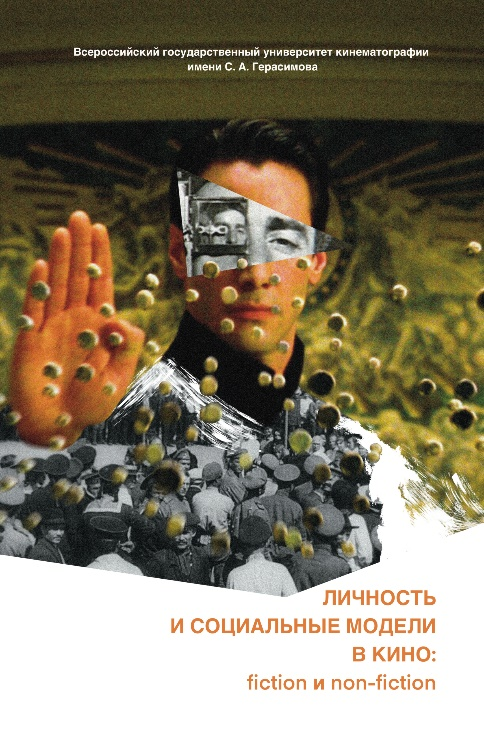 Всероссийский государственный университет кинематографии
имени С. А. Герасимова
ЛИЧНОСТЬ
И СОЦИАЛЬНЫЕ МОДЕЛИ
В КИНО:
fiction и non-fiction